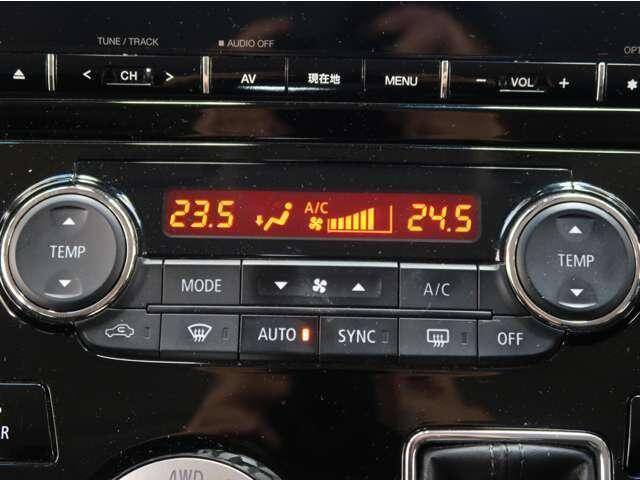 TUNE / TRACK
AUDIO OFF
CH
AV
現在地
MENU
VOL
23.5
A/C
24.5
TEMP
TEMP
MODE
A/C
AUTO
SYNC
OFF
4WD